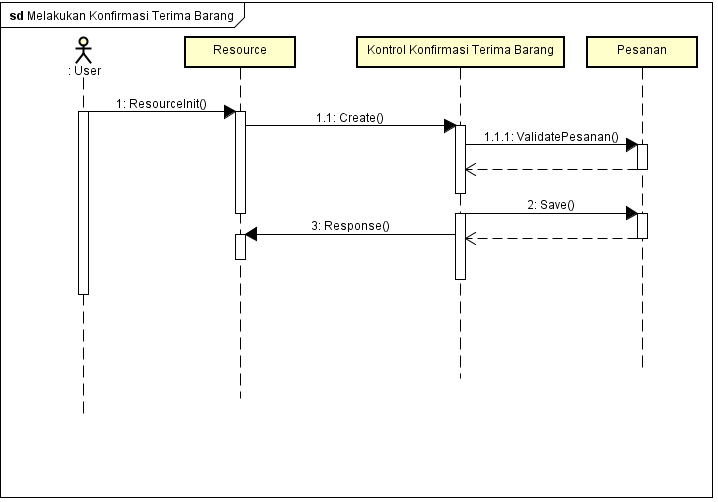 sd Melakukan Konfirmasi Terima Barang
: User
Resource
Kontrol Konfirmasi Terima Barang
Pesanan
1: ResourceInit()
1.1: Create()
1.1.1: ValidatePesanan()
2: Save()
3: Response()